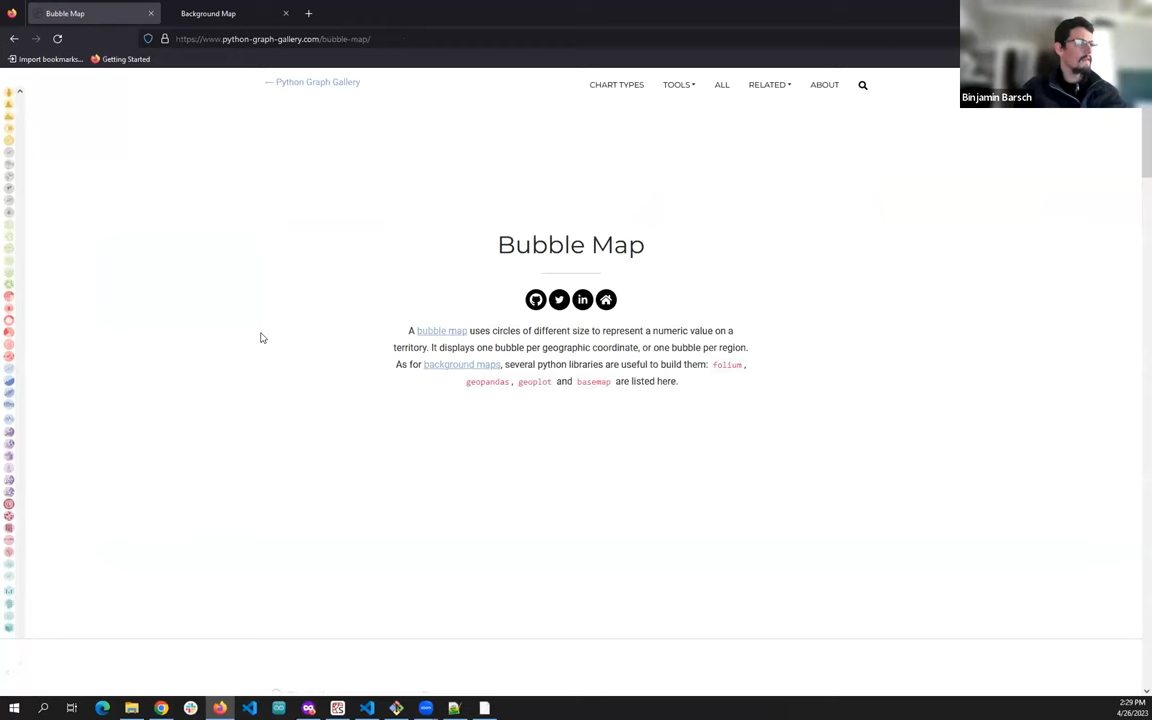 Bubble Map
Background Map
https://www.python-graph-gallery.com/bubble-map/
Import bookmarks...
Getting Started
← Python Graph Gallery
CHART TYPES
TOOLS
ALL
RELATED
ABOUT
Binjamin Barsch
Bubble Map
A bubble map uses circles of different size to represent a numeric value on a
territory. It displays one bubble per geographic coordinate, or one bubble per region.
As for background maps, several python libraries are useful to build them: folium,
geopandas, geoplot and basemap are listed here.
2:29 PM
4/26/2023